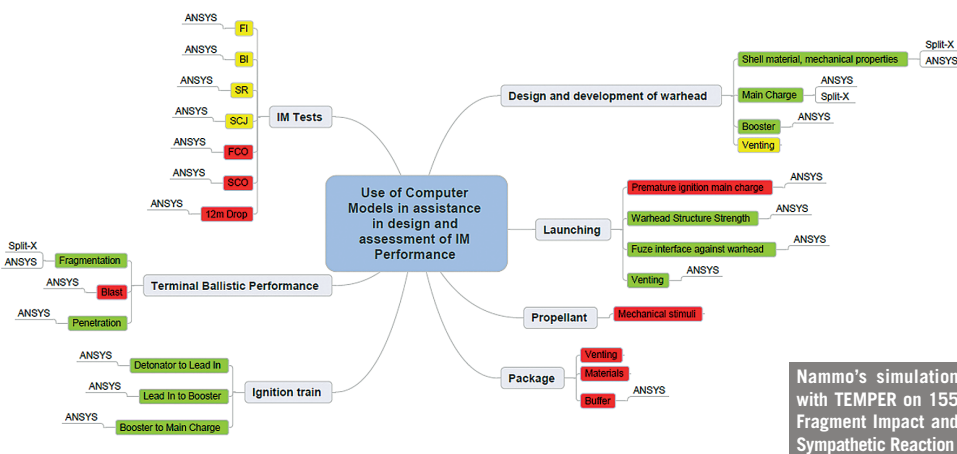 ANSYS
FI
ANSYS
BI
ANSYS
SR
ANSYS
SCJ
ANSYS
FCO
ANSYS
SCO
ANSYS
12m Drop
IM Tests
Split-X
ANSYS
Fragmentation
ANSYS
Blast
ANSYS
Penetration
Terminal Ballistic Performance
ANSYS
Detonator to Lead In
ANSYS
Lead In to Booster
ANSYS
Booster to Main Charge
Ignition train
Use of Computer
Models in assistance
in design and
assessment of IM
Performance
Design and development of warhead
Shell material, mechanical properties
Split-X
ANSYS
Main Charge
ANSYS
Split-X
Booster
ANSYS
Venting
Launching
Premature ignition main charge
ANSYS
Warhead Structure Strength
ANSYS
Fuze interface against warhead
ANSYS
Venting
ANSYS
Propellant
Mechanical stimuli
Package
Venting
Materials
Buffer
ANSYS
Nammo's simulation
with TEMPER on 155
Fragment Impact and
Sympathetic Reaction